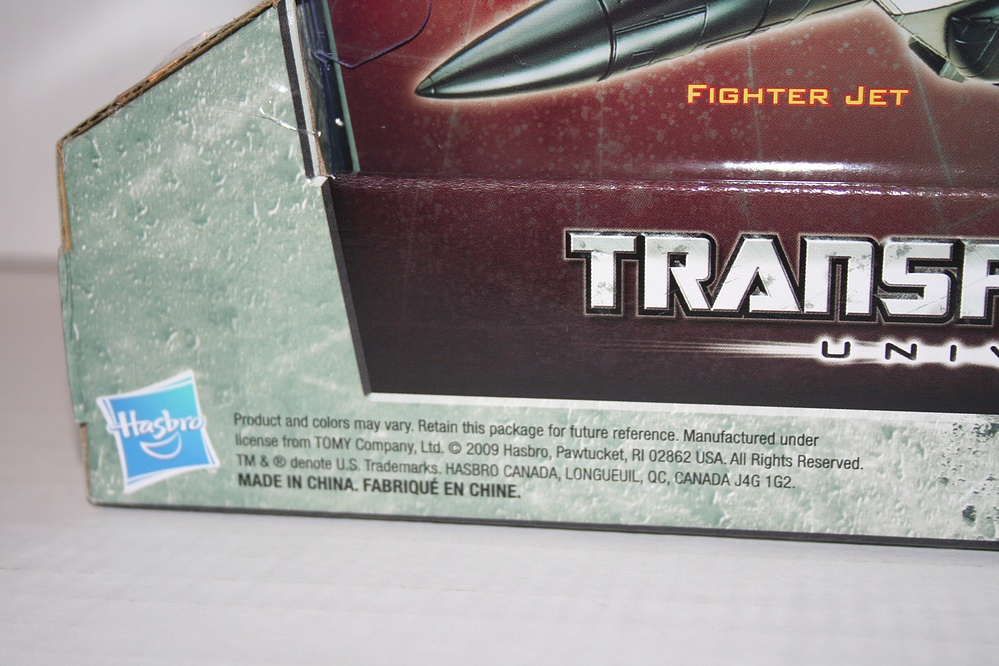 FIGHTER JET
TRANSF
UNIV
Hasbro
Product and colors may vary. Retain this package for future reference. Manufactured under
license from TOMY Company, Ltd. © 2009 Hasbro, Pawtucket, RI 02862 USA. All Rights Reserved.
TM & ® denote U.S. Trademarks. HASBRO CANADA, LONGUEUIL, QC, CANADA J4G 1G2.
MADE IN CHINA. FABRIQUÉ EN CHINE.